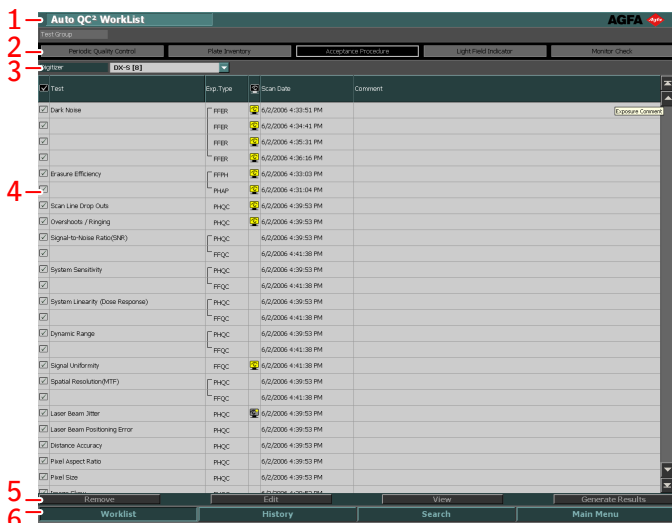 1 Auto QC² WorkList AGFA Agfa
Test Group
2 Periodic Quality Control Plate Inventory Acceptance Procedure Light Field Indicator Monitor Check
3 Digitizer DX-S [8]
Test Exp.Type Scan Date Comment
Dark Noise FFER 6/2/2006 4:33:51 PM Exposure Comment
FFER 6/2/2006 4:34:41 PM
FFER 6/2/2006 4:35:31 PM
FFER 6/2/2006 4:36:16 PM
Erasure Efficiency FFPH 6/2/2006 4:33:03 PM
4 PHAP 6/2/2006 4:31:04 PM
Scan Line Drop Outs PHQC 6/2/2006 4:39:53 PM
Overshoots / Ringing PHQC 6/2/2006 4:39:53 PM
Signal-to-Noise Ratio(SNR) PHQC 6/2/2006 4:39:53 PM
FFQC 6/2/2006 4:41:38 PM
System Sensitivity PHQC 6/2/2006 4:39:53 PM
FFQC 6/2/2006 4:41:38 PM
System Linearity (Dose Response) PHQC 6/2/2006 4:39:53 PM
FFQC 6/2/2006 4:41:38 PM
Dynamic Range PHQC 6/2/2006 4:39:53 PM
FFQC 6/2/2006 4:41:38 PM
Signal Uniformity FFQC 6/2/2006 4:41:38 PM
Spatial Resolution(MTF) PHQC 6/2/2006 4:39:53 PM
FFQC 6/2/2006 4:41:38 PM
Laser Beam Jitter PHQC 6/2/2006 4:39:53 PM
Laser Beam Positioning Error PHQC 6/2/2006 4:39:53 PM
Distance Accuracy PHQC 6/2/2006 4:39:53 PM
Pixel Aspect Ratio PHQC 6/2/2006 4:39:53 PM
Pixel Size PHQC 6/2/2006 4:39:53 PM
5 Remove Edit View Generate Results
6 Worklist History Search Main Menu